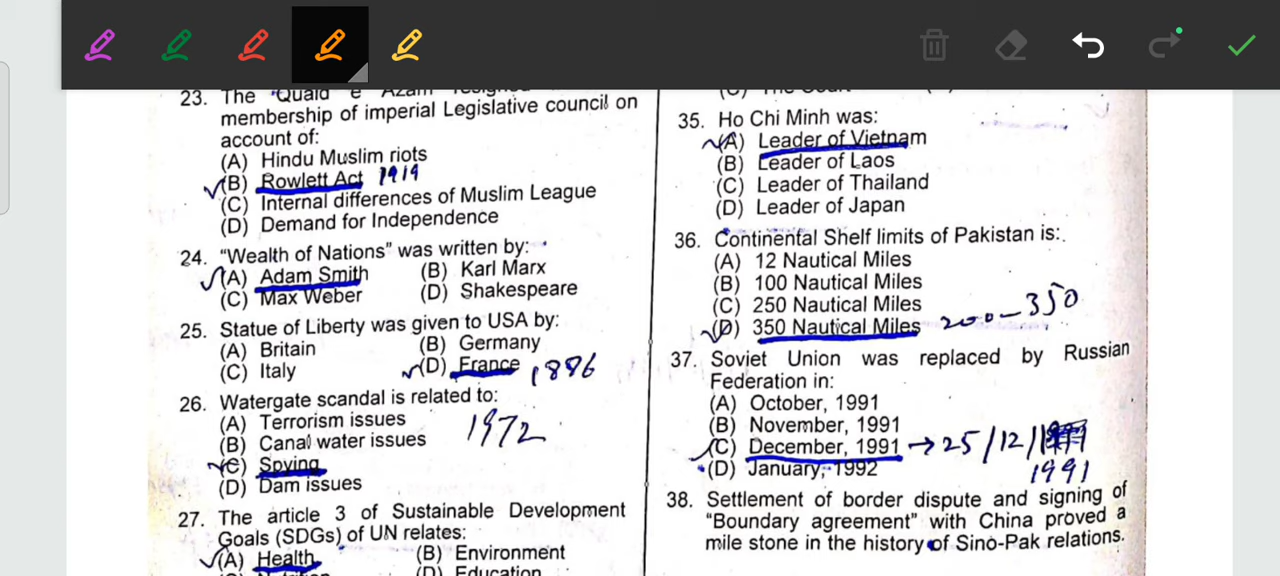 23. The Quaid e Azam
membership of imperial Legislative council on
account of:
(A) Hindu Muslim riots
(B) Rowlett Act 1919
(C) Internal differences of Muslim League
(D) Demand for Independence
24. "Wealth of Nations" was written by:
(A) Adam Smith (B) Karl Marx
(C) Max Weber (D) Shakespeare
25. Statue of Liberty was given to USA by:
(A) Britain (B) Germany
(C) Italy (D) France 1886
26. Watergate scandal is related to:
(A) Terrorism issues
(B) Canal water issues 1972
(C) Spying
(D) Dam issues
27. The article 3 of Sustainable Development
Goals (SDGs) of UN relates:
(A) Health (B) Environment
(D) Education
35. Ho Chi Minh was:
(A) Leader of Vietnam
(B) Leader of Laos
(C) Leader of Thailand
(D) Leader of Japan
36. Continental Shelf limits of Pakistan is:
(A) 12 Nautical Miles
(B) 100 Nautical Miles
(C) 250 Nautical Miles
(D) 350 Nautical Miles 200-350
37. Soviet Union was replaced by Russian
Federation in:
(A) October, 1991
(B) November, 1991
(C) December, 1991 → 25/12/
(D) January, 1992 1991
38. Settlement of border dispute and signing of
"Boundary agreement" with China proved a
mile stone in the history of Sino-Pak relations.